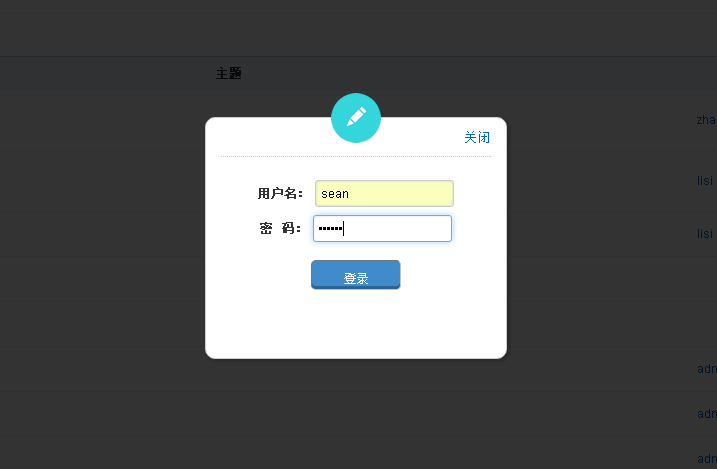 主题
zha
关闭
lisi
用户名： sean
密 码： ••••••
lisi
登录
adn
adn
adn